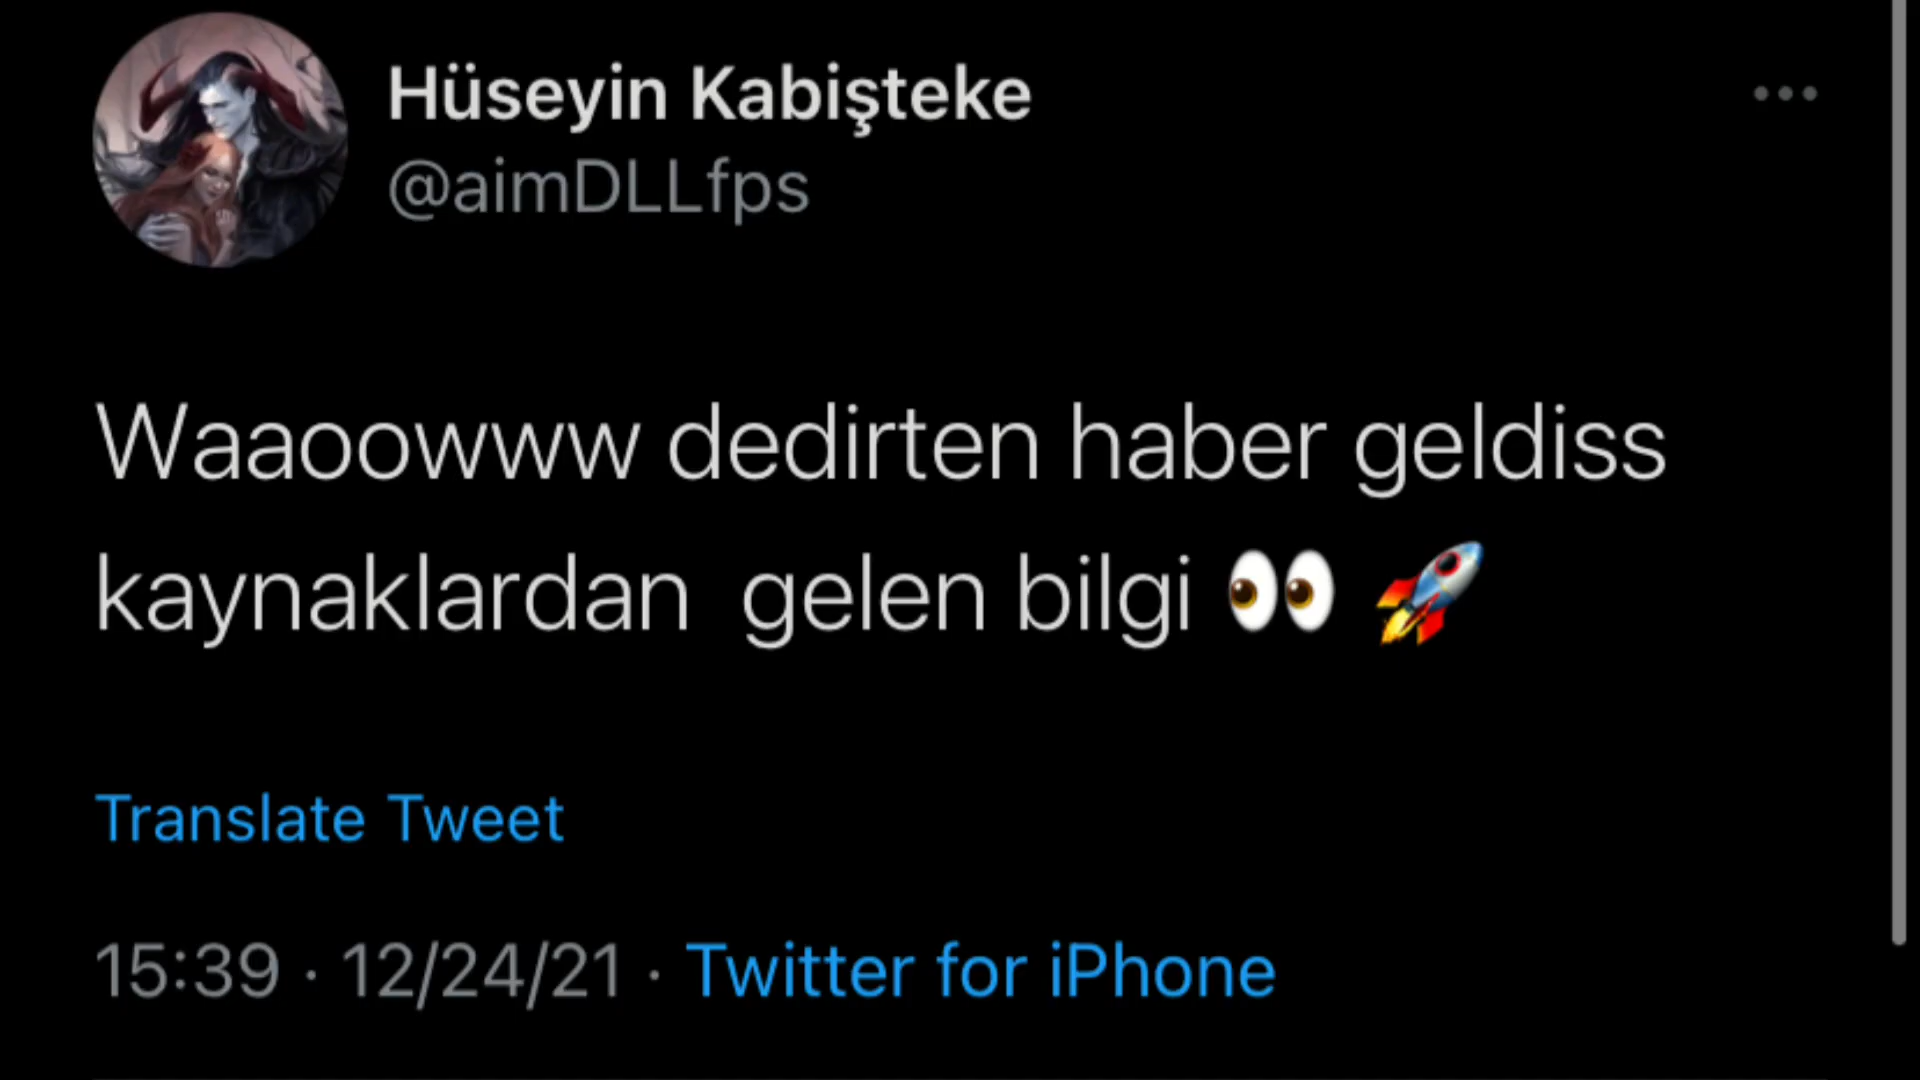 Hüseyin Kabişteke
@aimDLLfps
Waaoowww dedirten haber geldiss
kaynaklardan  gelen bilgi 👀 🚀
Translate Tweet
15:39 · 12/24/21 · Twitter for iPhone